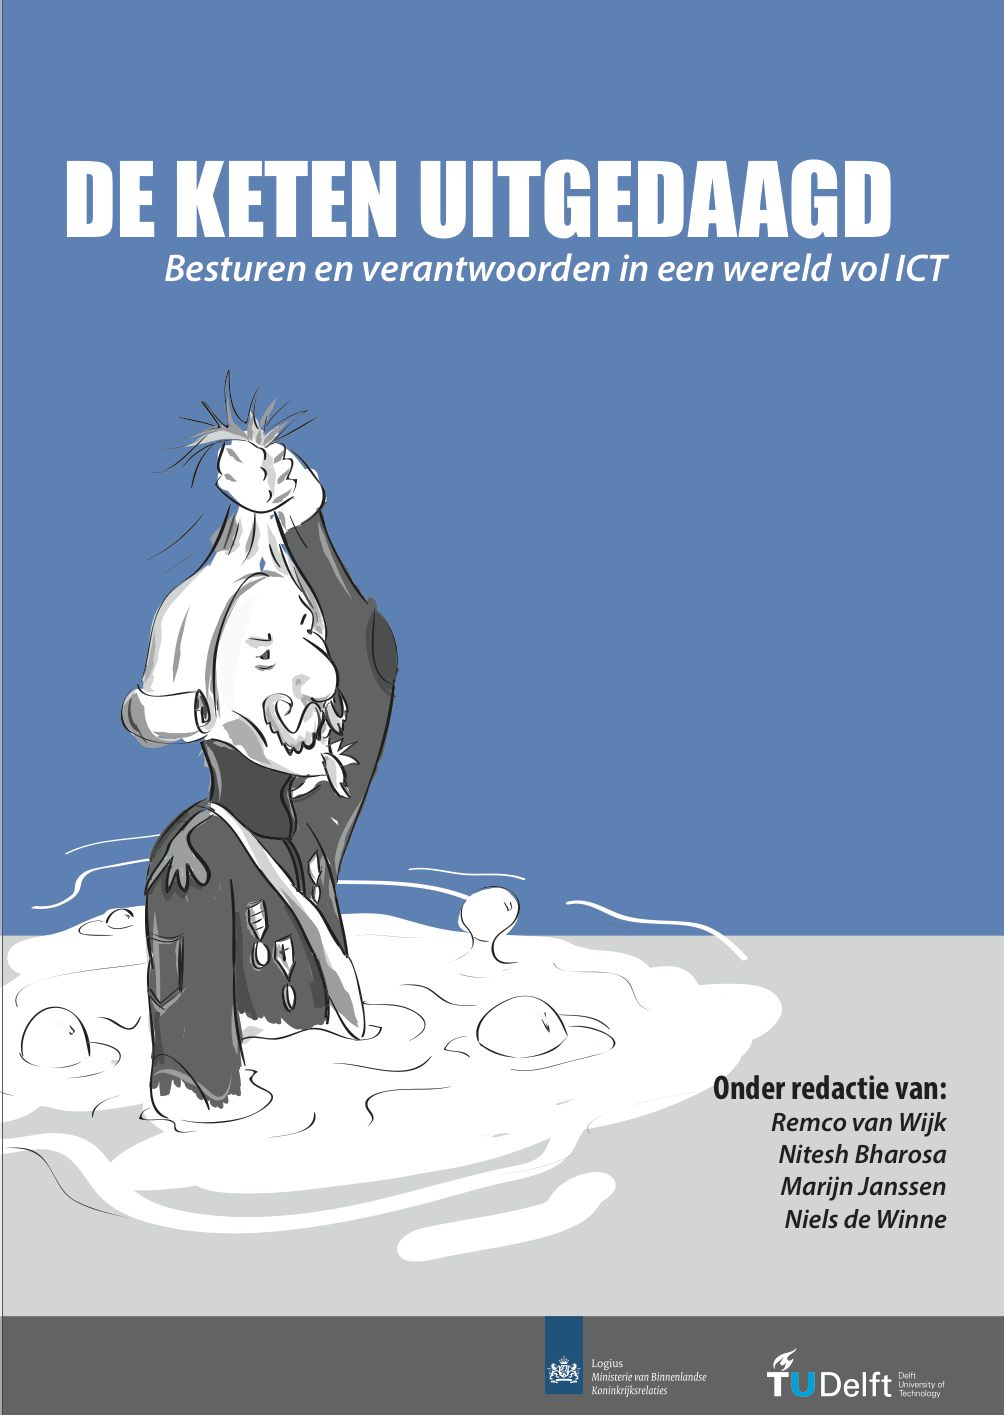 DE KETEN UITGEDAAGD
Besturen en verantwoorden in een wereld vol ICT
Onder redactie van:
Remco van Wijk
Nitesh Bharosa
Marijn Janssen
Niels de Winne
Logius
Ministerie van Binnenlandse
Koninkrijksrelaties
TUDelft
Delft
University of
Technology